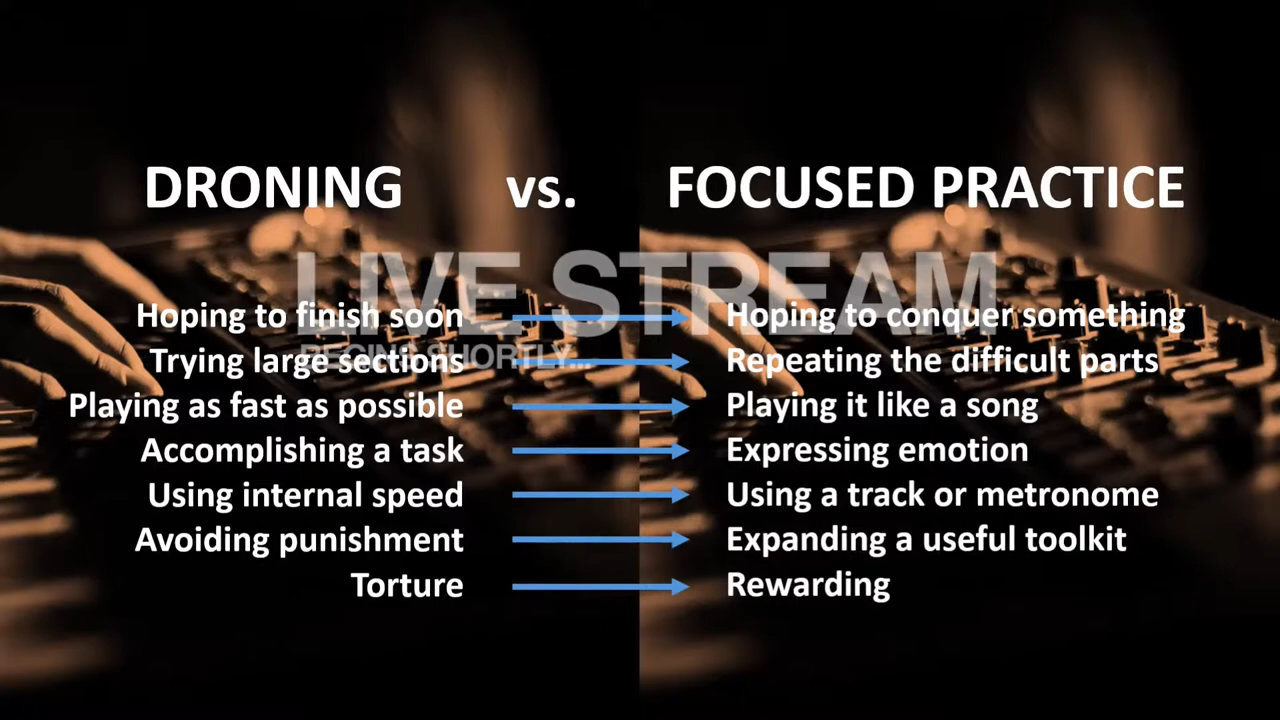 DRONING vs. FOCUSED PRACTICE
LIVE STREAM
Hoping to finish soon Hoping to conquer something
BEGINS SHORTLY...
Trying large sections Repeating the difficult parts
Playing as fast as possible Playing it like a song
Accomplishing a task Expressing emotion
Using internal speed Using a track or metronome
Avoiding punishment Expanding a useful toolkit
Torture Rewarding